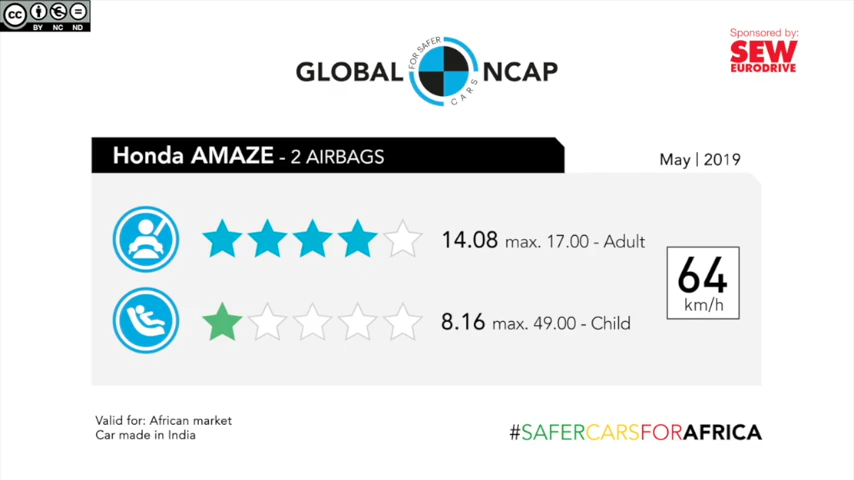 cc
BY NC ND
Sponsored by:
SEW
EURODRIVE
GLOBAL NCAP
FOR SAFER
CARS
Honda AMAZE - 2 AIRBAGS
May | 2019
14.08 max. 17.00 - Adult
64
km/h
8.16 max. 49.00 - Child
Valid for: African market
Car made in India
#SAFERCARSFORAFRICA